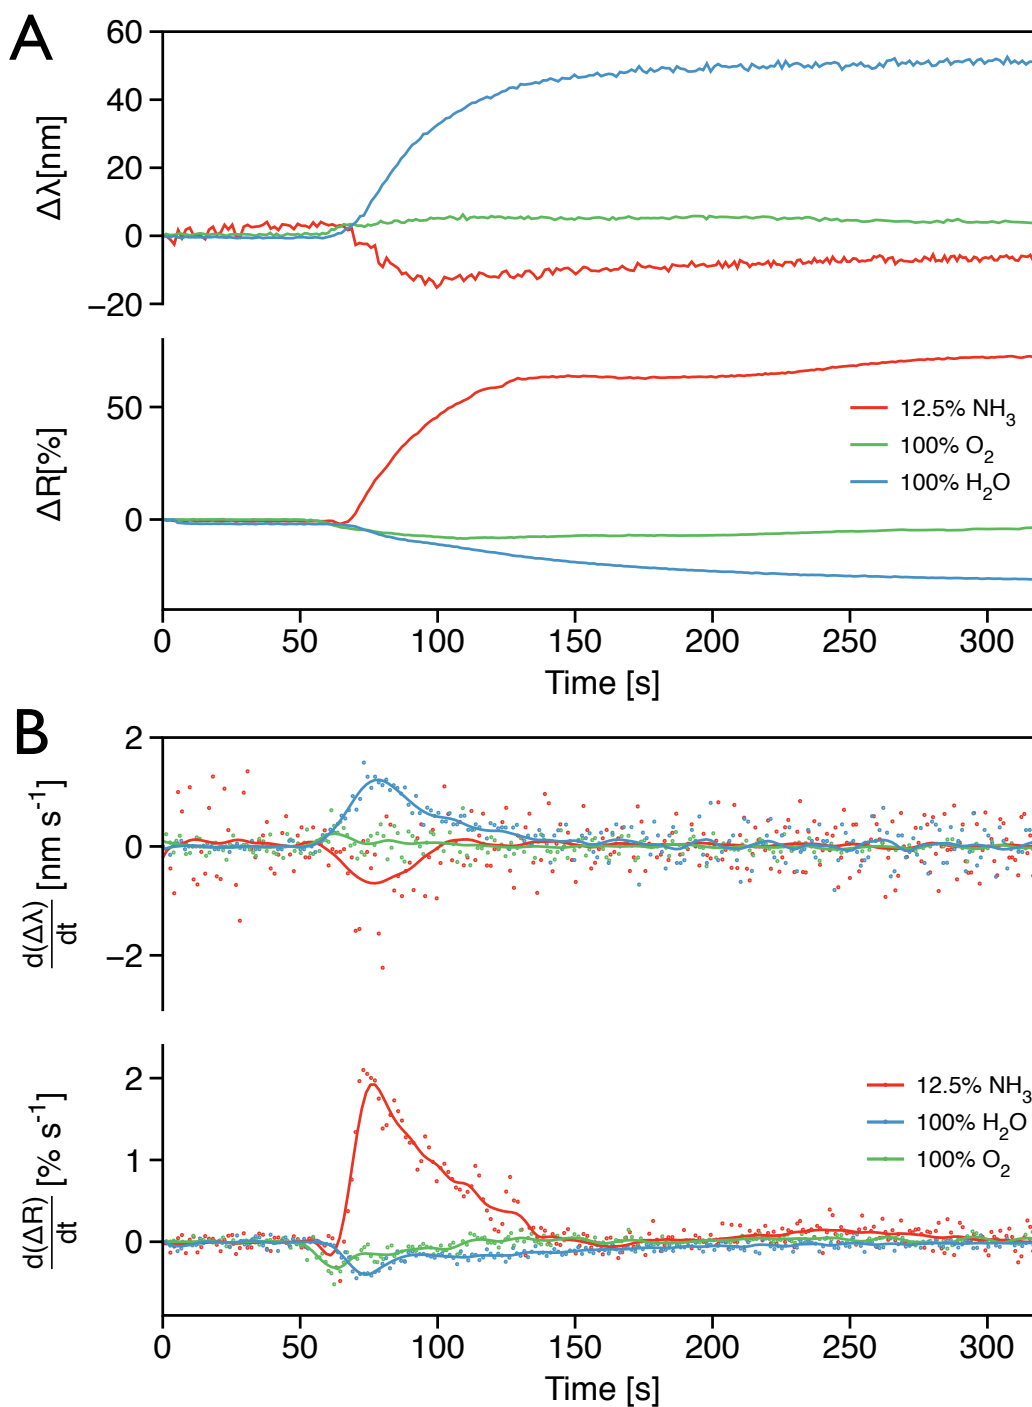 A
60
40
20
0
−20
Δλ[nm]
50
0
ΔR[%]
12.5% NH3
100% O2
100% H2O
0 50 100 150 200 250 300
Time [s]
B
2
0
−2
d(Δλ)
dt
[nm s-1]
2
1
0
d(ΔR)
dt
[% s-1]
12.5% NH3
100% H2O
100% O2
0 50 100 150 200 250 300
Time [s]